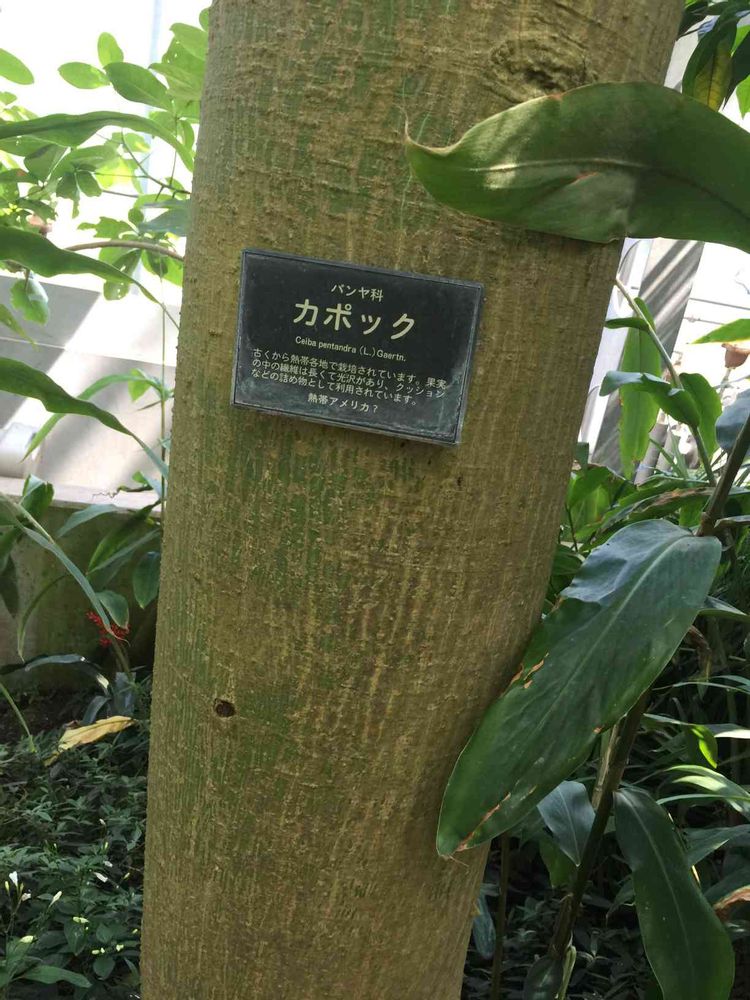 パンヤ科
カポック
Ceiba pentandra (L.) Gaertn.
古くから熱帯各地で栽培されています。果実
の中の繊維は長くて光沢があり、クッション
などの詰め物として利用されています。
熱帯アメリカ?